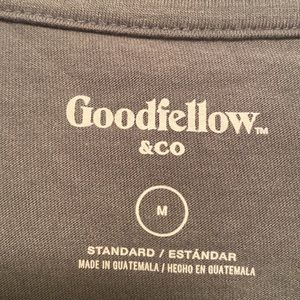 Goodfellow™
&CO
M
STANDARD / ESTÁNDAR
MADE IN GUATEMALA / HECHO EN GUATEMALA